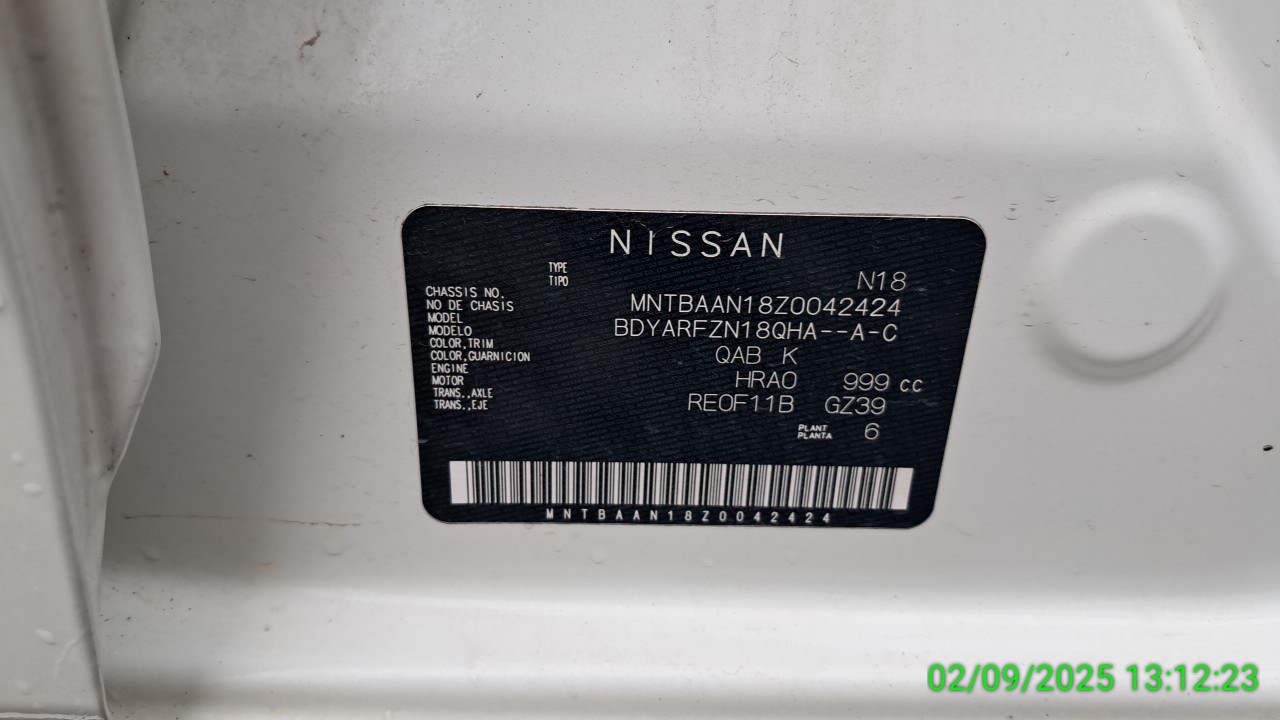 NISSAN
TYPE
TIPO N18
CHASSIS NO.
NO DE CHASIS MNTBAAN18Z0042424
MODEL
MODELO BDYARFZN18QHA--A-C
COLOR,TRIM
COLOR,GUARNICION QAB K
ENGINE
MOTOR HRA0 999 CC
TRANS.,AXLE
TRANS.,EJE RE0F11B GZ39
PLANT
PLANTA 6
MNTBAAN18Z0042424
02/09/2025 13:12:23